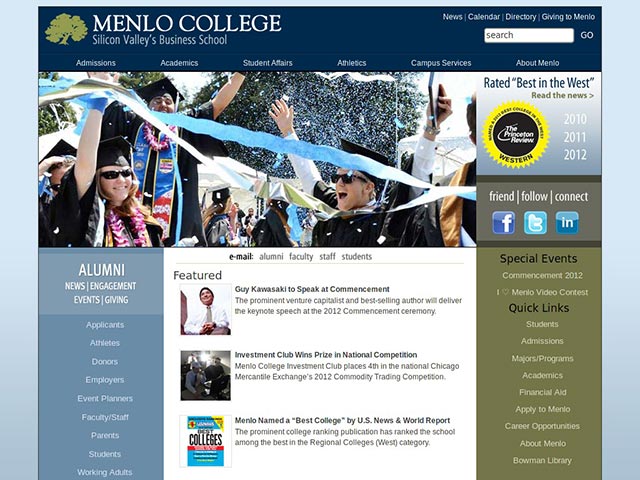 MENLO COLLEGE
Silicon Valley's Business School
News | Calendar | Directory | Giving to Menlo
search GO
Admissions Academics Student Affairs Athletics Campus Services About Menlo
Rated "Best in the West"
Read the news >
The Princeton Review
WESTERN
2010
2011
2012
friend | follow | connect
ALUMNI
NEWS | ENGAGEMENT
EVENTS | GIVING
Applicants
Athletes
Donors
Employers
Event Planners
Faculty/Staff
Parents
Students
Working Adults
e-mail: alumni faculty staff students
Featured
Guy Kawasaki to Speak at Commencement
The prominent venture capitalist and best-selling author will deliver
the keynote speech at the 2012 Commencement ceremony.
Investment Club Wins Prize in National Competition
Menlo College Investment Club places 4th in the national Chicago
Mercantile Exchange's 2012 Commodity Trading Competition.
BEST
COLLEGES
Menlo Named a "Best College" by U.S. News & World Report
The prominent college ranking publication has ranked the school
among the best in the Regional Colleges (West) category.
Special Events
Commencement 2012
I ♡ Menlo Video Contest
Quick Links
Students
Admissions
Majors/Programs
Academics
Financial Aid
Apply to Menlo
Career Opportunities
About Menlo
Bowman Library